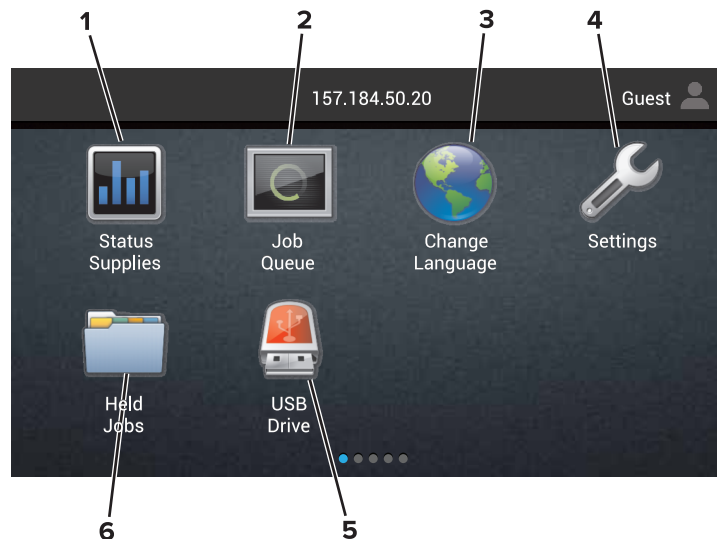 1 2 3 4
157.184.50.20 Guest
Status Job Change Settings
Supplies Queue Language
Held USB
Jobs Drive
6 5